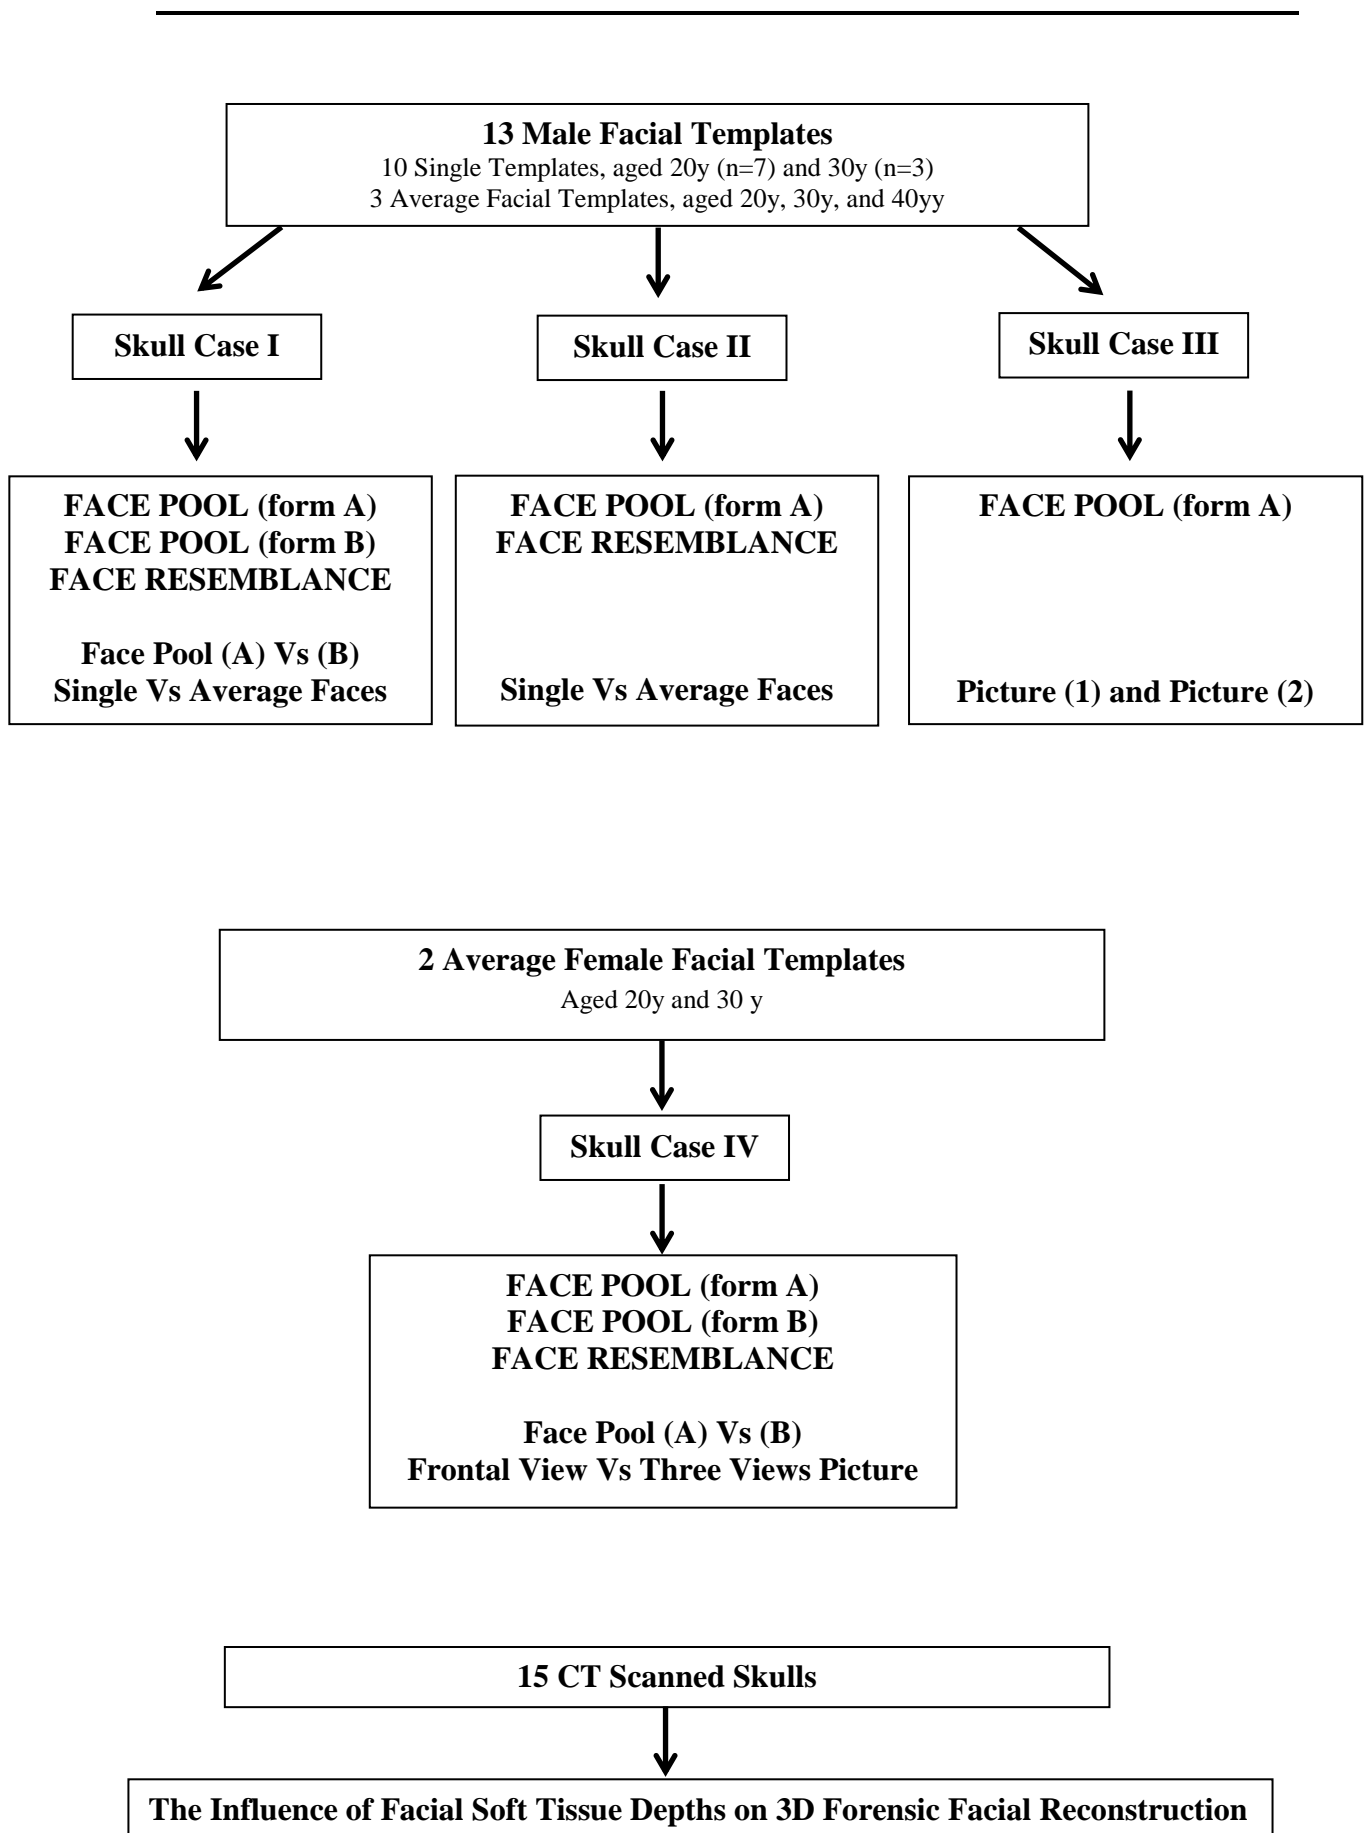 13 Male Facial Templates
10 Single Templates, aged 20y (n=7) and 30y (n=3)
3 Average Facial Templates, aged 20y, 30y, and 40yy
Skull Case I
Skull Case II
Skull Case III
FACE POOL (form A)
FACE POOL (form B)
FACE RESEMBLANCE
Face Pool (A) Vs (B)
Single Vs Average Faces
FACE POOL (form A)
FACE RESEMBLANCE
Single Vs Average Faces
FACE POOL (form A)
Picture (1) and Picture (2)
2 Average Female Facial Templates
Aged 20y and 30 y
Skull Case IV
FACE POOL (form A)
FACE POOL (form B)
FACE RESEMBLANCE
Face Pool (A) Vs (B)
Frontal View Vs Three Views Picture
15 CT Scanned Skulls
The Influence of Facial Soft Tissue Depths on 3D Forensic Facial Reconstruction